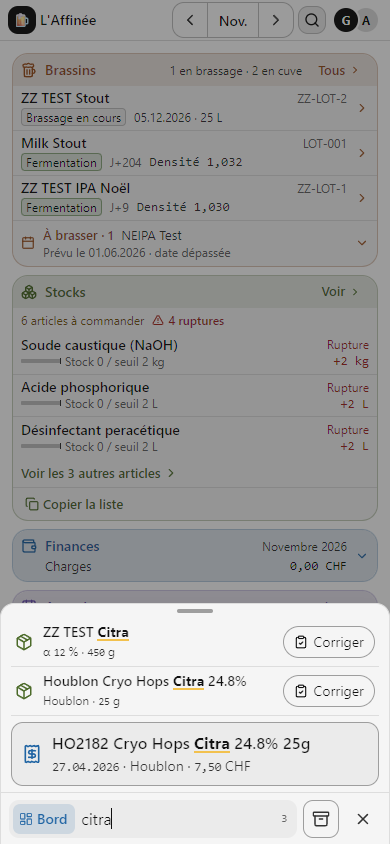 L'Affinée
Nov.
G A
Brassins 1 en brassage · 2 en cuve Tous
ZZ TEST Stout ZZ-LOT-2
Brassage en cours 05.12.2026 · 25 L
Milk Stout LOT-001
Fermentation J+204 Densité 1,032
ZZ TEST IPA Noël ZZ-LOT-1
Fermentation J+9 Densité 1,030
À brasser · 1 NEIPA Test
Prévu le 01.06.2026 · date dépassée
Stocks Voir
6 articles à commander 4 ruptures
Soude caustique (NaOH) Rupture
Stock 0 / seuil 2 kg +2 kg
Acide phosphorique Rupture
Stock 0 / seuil 2 L +2 L
Désinfectant peracétique Rupture
Stock 0 / seuil 2 L +2 L
Voir les 3 autres articles
Copier la liste
Finances Novembre 2026
Charges 0,00 CHF
ZZ TEST Citra
α 12 % · 450 g
Corriger
Houblon Cryo Hops Citra 24.8%
Houblon · 25 g
Corriger
HO2182 Cryo Hops Citra 24.8% 25g
27.04.2026 · Houblon · 7,50 CHF
Bord citra 3